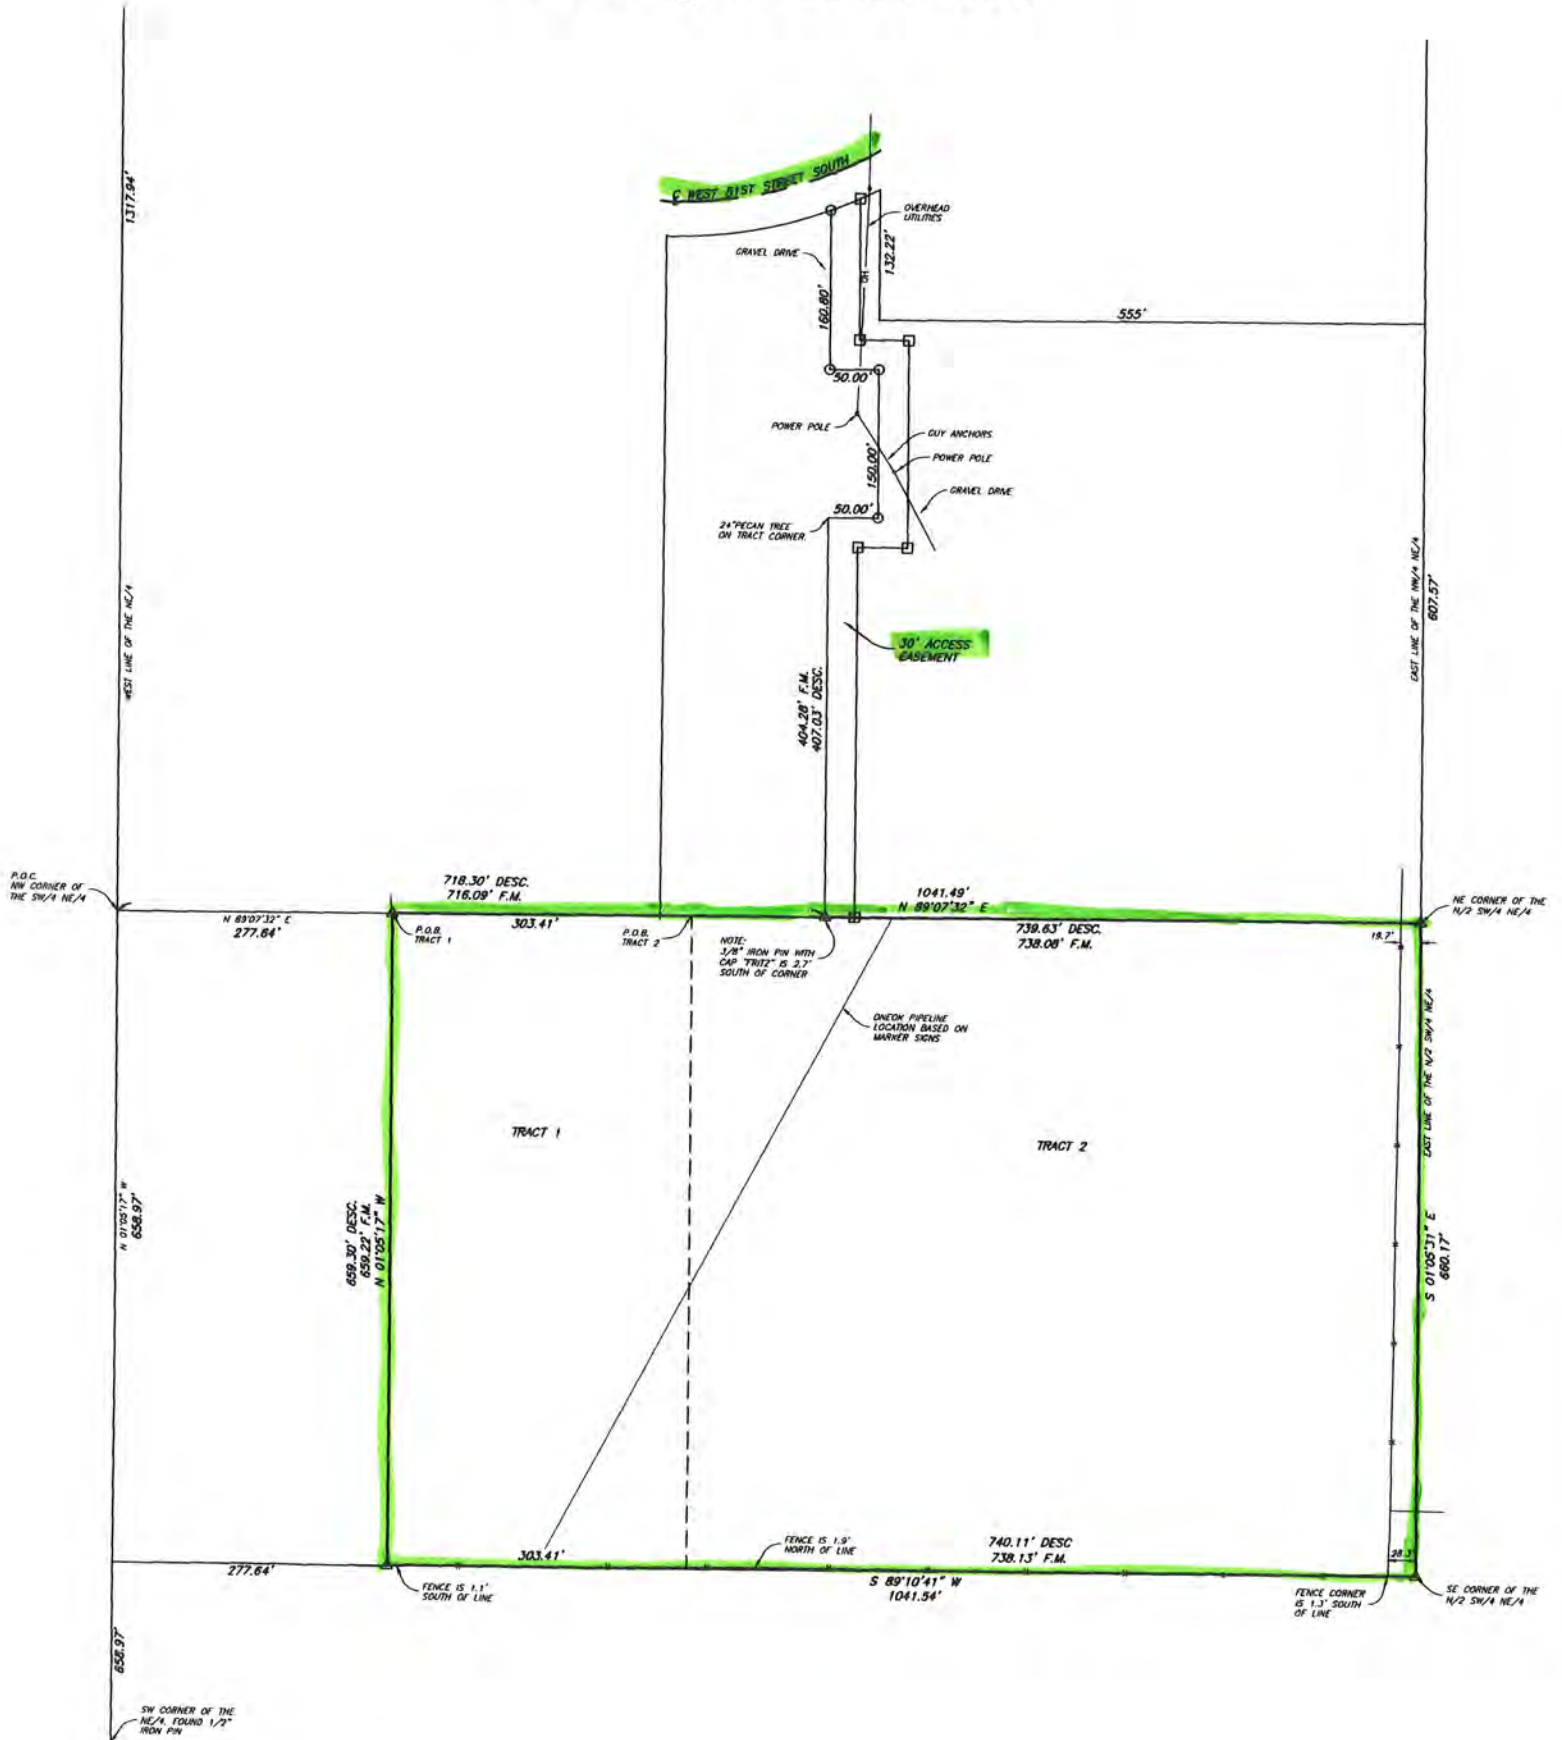 1317.94'
WEST LINE OF THE NE/4
℄ WEST 81ST STREET SOUTH
OVERHEAD
UTILITIES
132.22'
GRAVEL DRIVE
160.80'
OH
555'
50.00'
POWER POLE
GUY ANCHORS
POWER POLE
150.00'
GRAVEL DRIVE
50.00'
24"PECAN TREE
ON TRACT CORNER
EAST LINE OF THE NW/4 NE/4
607.57'
30' ACCESS
EASEMENT
404.28' F.M.
407.03' DESC.
P.O.C.
NW CORNER OF
THE SW/4 NE/4
718.30' DESC.
716.09' F.M.
1041.49'
N 89°07'32" E
NE CORNER OF THE
N/2 SW/4 NE/4
N 89°07'32" E
277.64'
P.O.B.
TRACT 1
303.41'
P.O.B.
TRACT 2
NOTE:
3/8" IRON PIN WITH
CAP "FRITZ" IS 2.7'
SOUTH OF CORNER
739.63' DESC.
738.08' F.M.
19.7'
ONEOK PIPELINE
LOCATION BASED ON
MARKER SIGNS
EAST LINE OF THE N/2 SW/4 NE/4
TRACT 1
TRACT 2
N 01°05'17" W
658.97'
659.30' DESC.
659.22' F.M.
N 01°05'17" W
S 01°05'31" E
660.17'
277.64'
303.41'
FENCE IS 1.9'
NORTH OF LINE
740.11' DESC
738.13' F.M.
28.3'
FENCE IS 1.1'
SOUTH OF LINE
S 89°10'41" W
1041.54'
FENCE CORNER
IS 1.3' SOUTH
OF LINE
SE CORNER OF THE
N/2 SW/4 NE/4
658.97'
SW CORNER OF THE
NE/4, FOUND 1/2"
IRON PIN